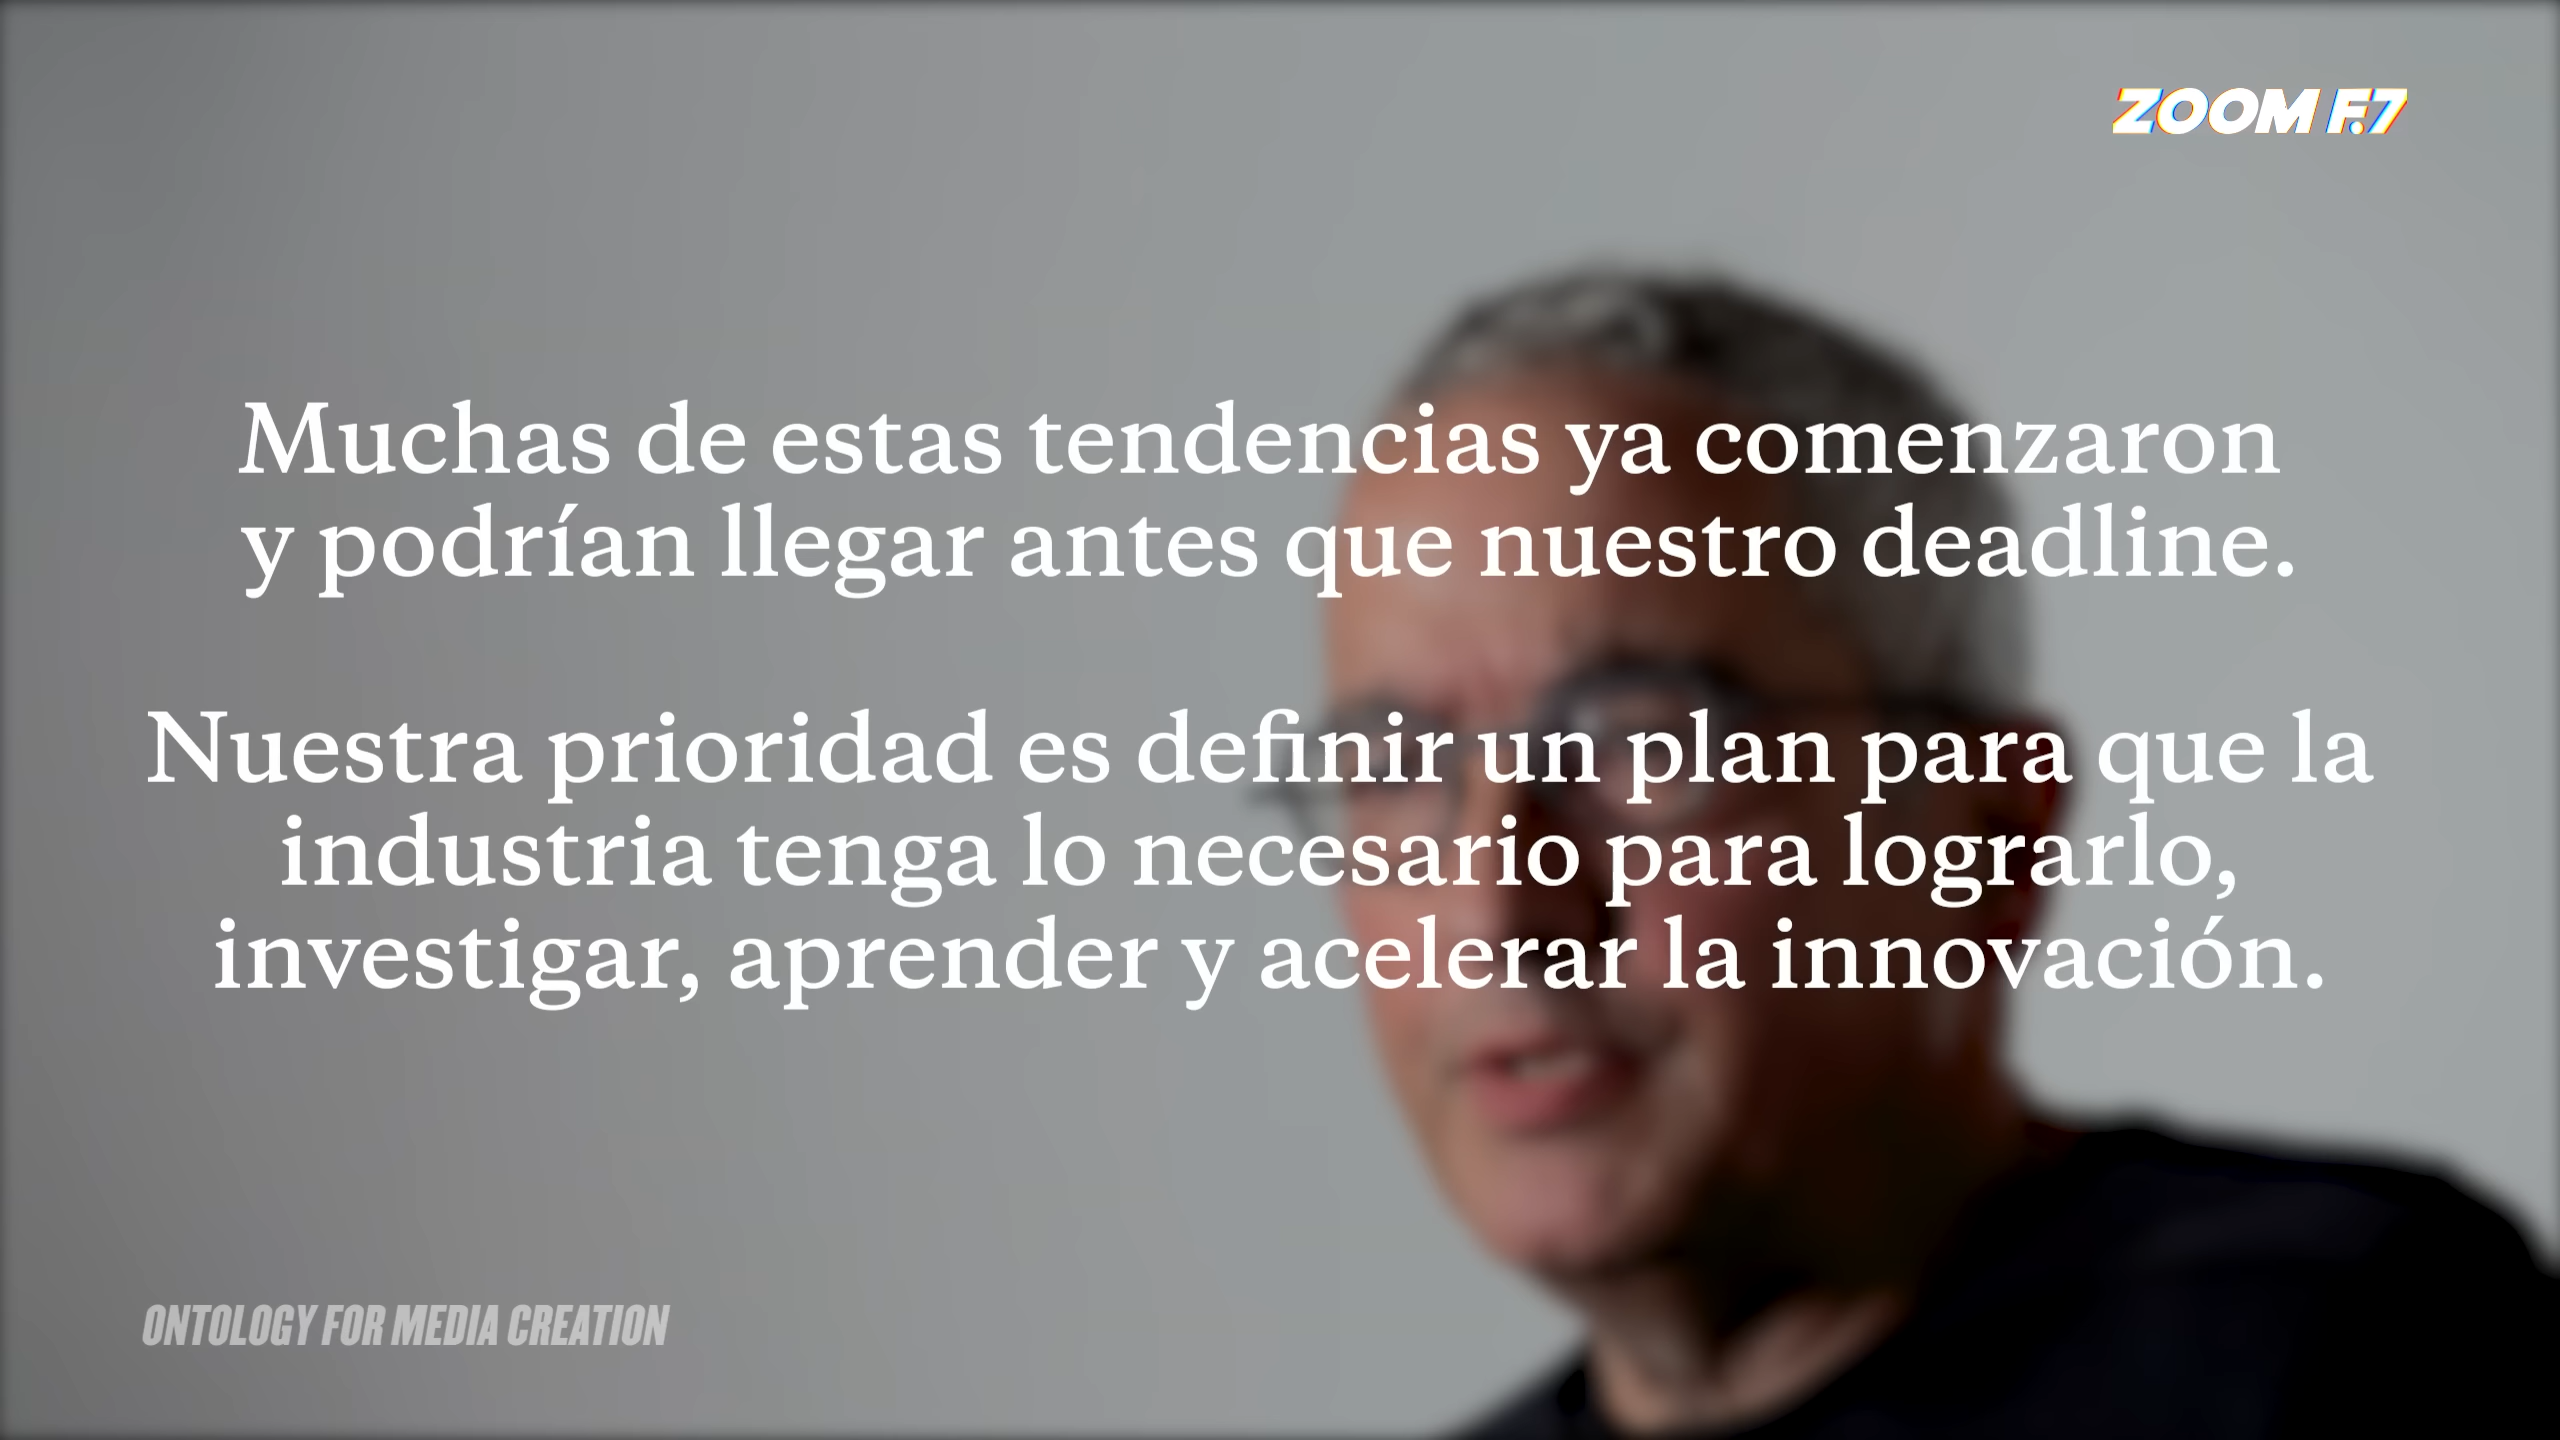 ZOOM F.7
Muchas de estas tendencias ya comenzaron
y podrían llegar antes que nuestro deadline.
Nuestra prioridad es definir un plan para que la
industria tenga lo necesario para lograrlo,
investigar, aprender y acelerar la innovación.
ONTOLOGY FOR MEDIA CREATION